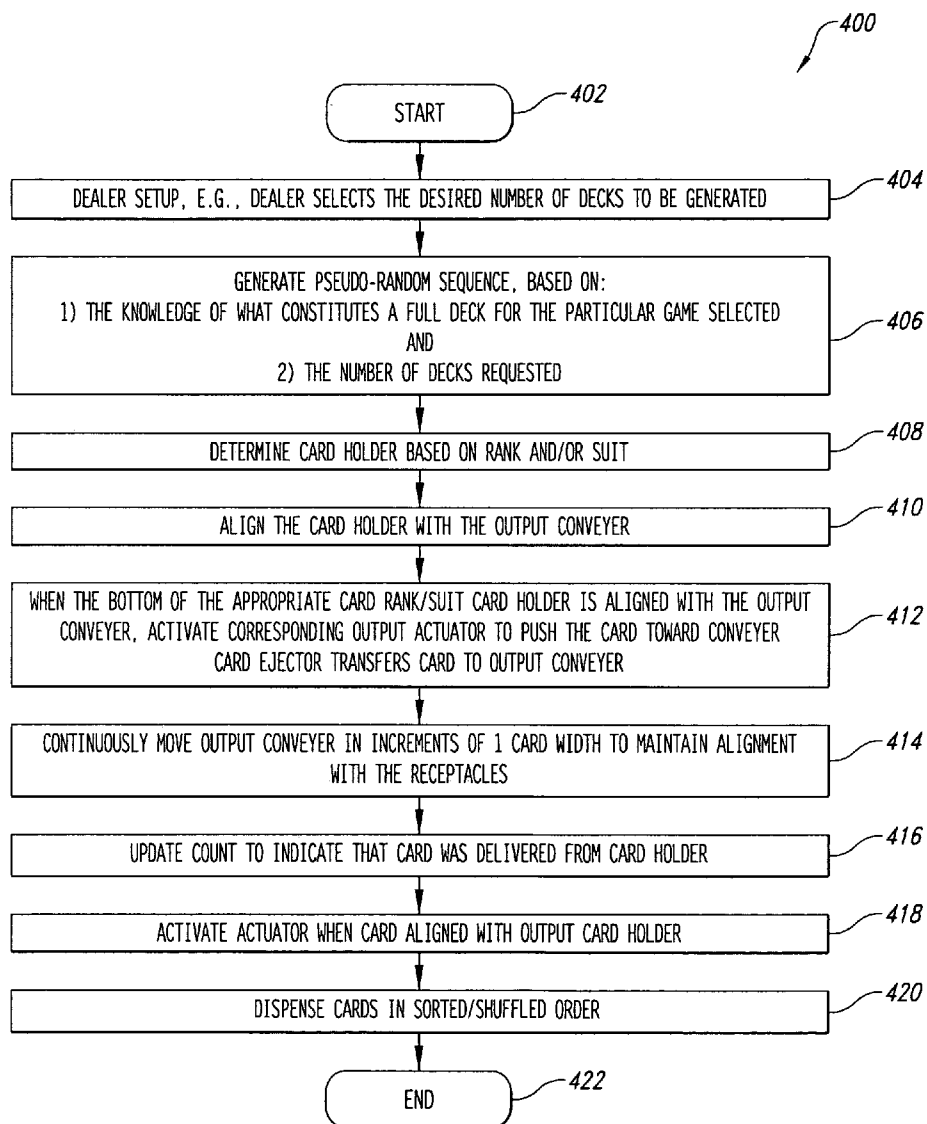 400
START
402
DEALER SETUP, E.G., DEALER SELECTS THE DESIRED NUMBER OF DECKS TO BE GENERATED
404
GENERATE PSEUDO-RANDOM SEQUENCE, BASED ON:
1) THE KNOWLEDGE OF WHAT CONSTITUTES A FULL DECK FOR THE PARTICULAR GAME SELECTED
AND
2) THE NUMBER OF DECKS REQUESTED
406
DETERMINE CARD HOLDER BASED ON RANK AND/OR SUIT
408
ALIGN THE CARD HOLDER WITH THE OUTPUT CONVEYER
410
WHEN THE BOTTOM OF THE APPROPRIATE CARD RANK/SUIT CARD HOLDER IS ALIGNED WITH THE OUTPUT
CONVEYER, ACTIVATE CORRESPONDING OUTPUT ACTUATOR TO PUSH THE CARD TOWARD CONVEYER
CARD EJECTOR TRANSFERS CARD TO OUTPUT CONVEYER
412
CONTINUOUSLY MOVE OUTPUT CONVEYER IN INCREMENTS OF 1 CARD WIDTH TO MAINTAIN ALIGNMENT
WITH THE RECEPTACLES
414
UPDATE COUNT TO INDICATE THAT CARD WAS DELIVERED FROM CARD HOLDER
416
ACTIVATE ACTUATOR WHEN CARD ALIGNED WITH OUTPUT CARD HOLDER
418
DISPENSE CARDS IN SORTED/SHUFFLED ORDER
420
END
422